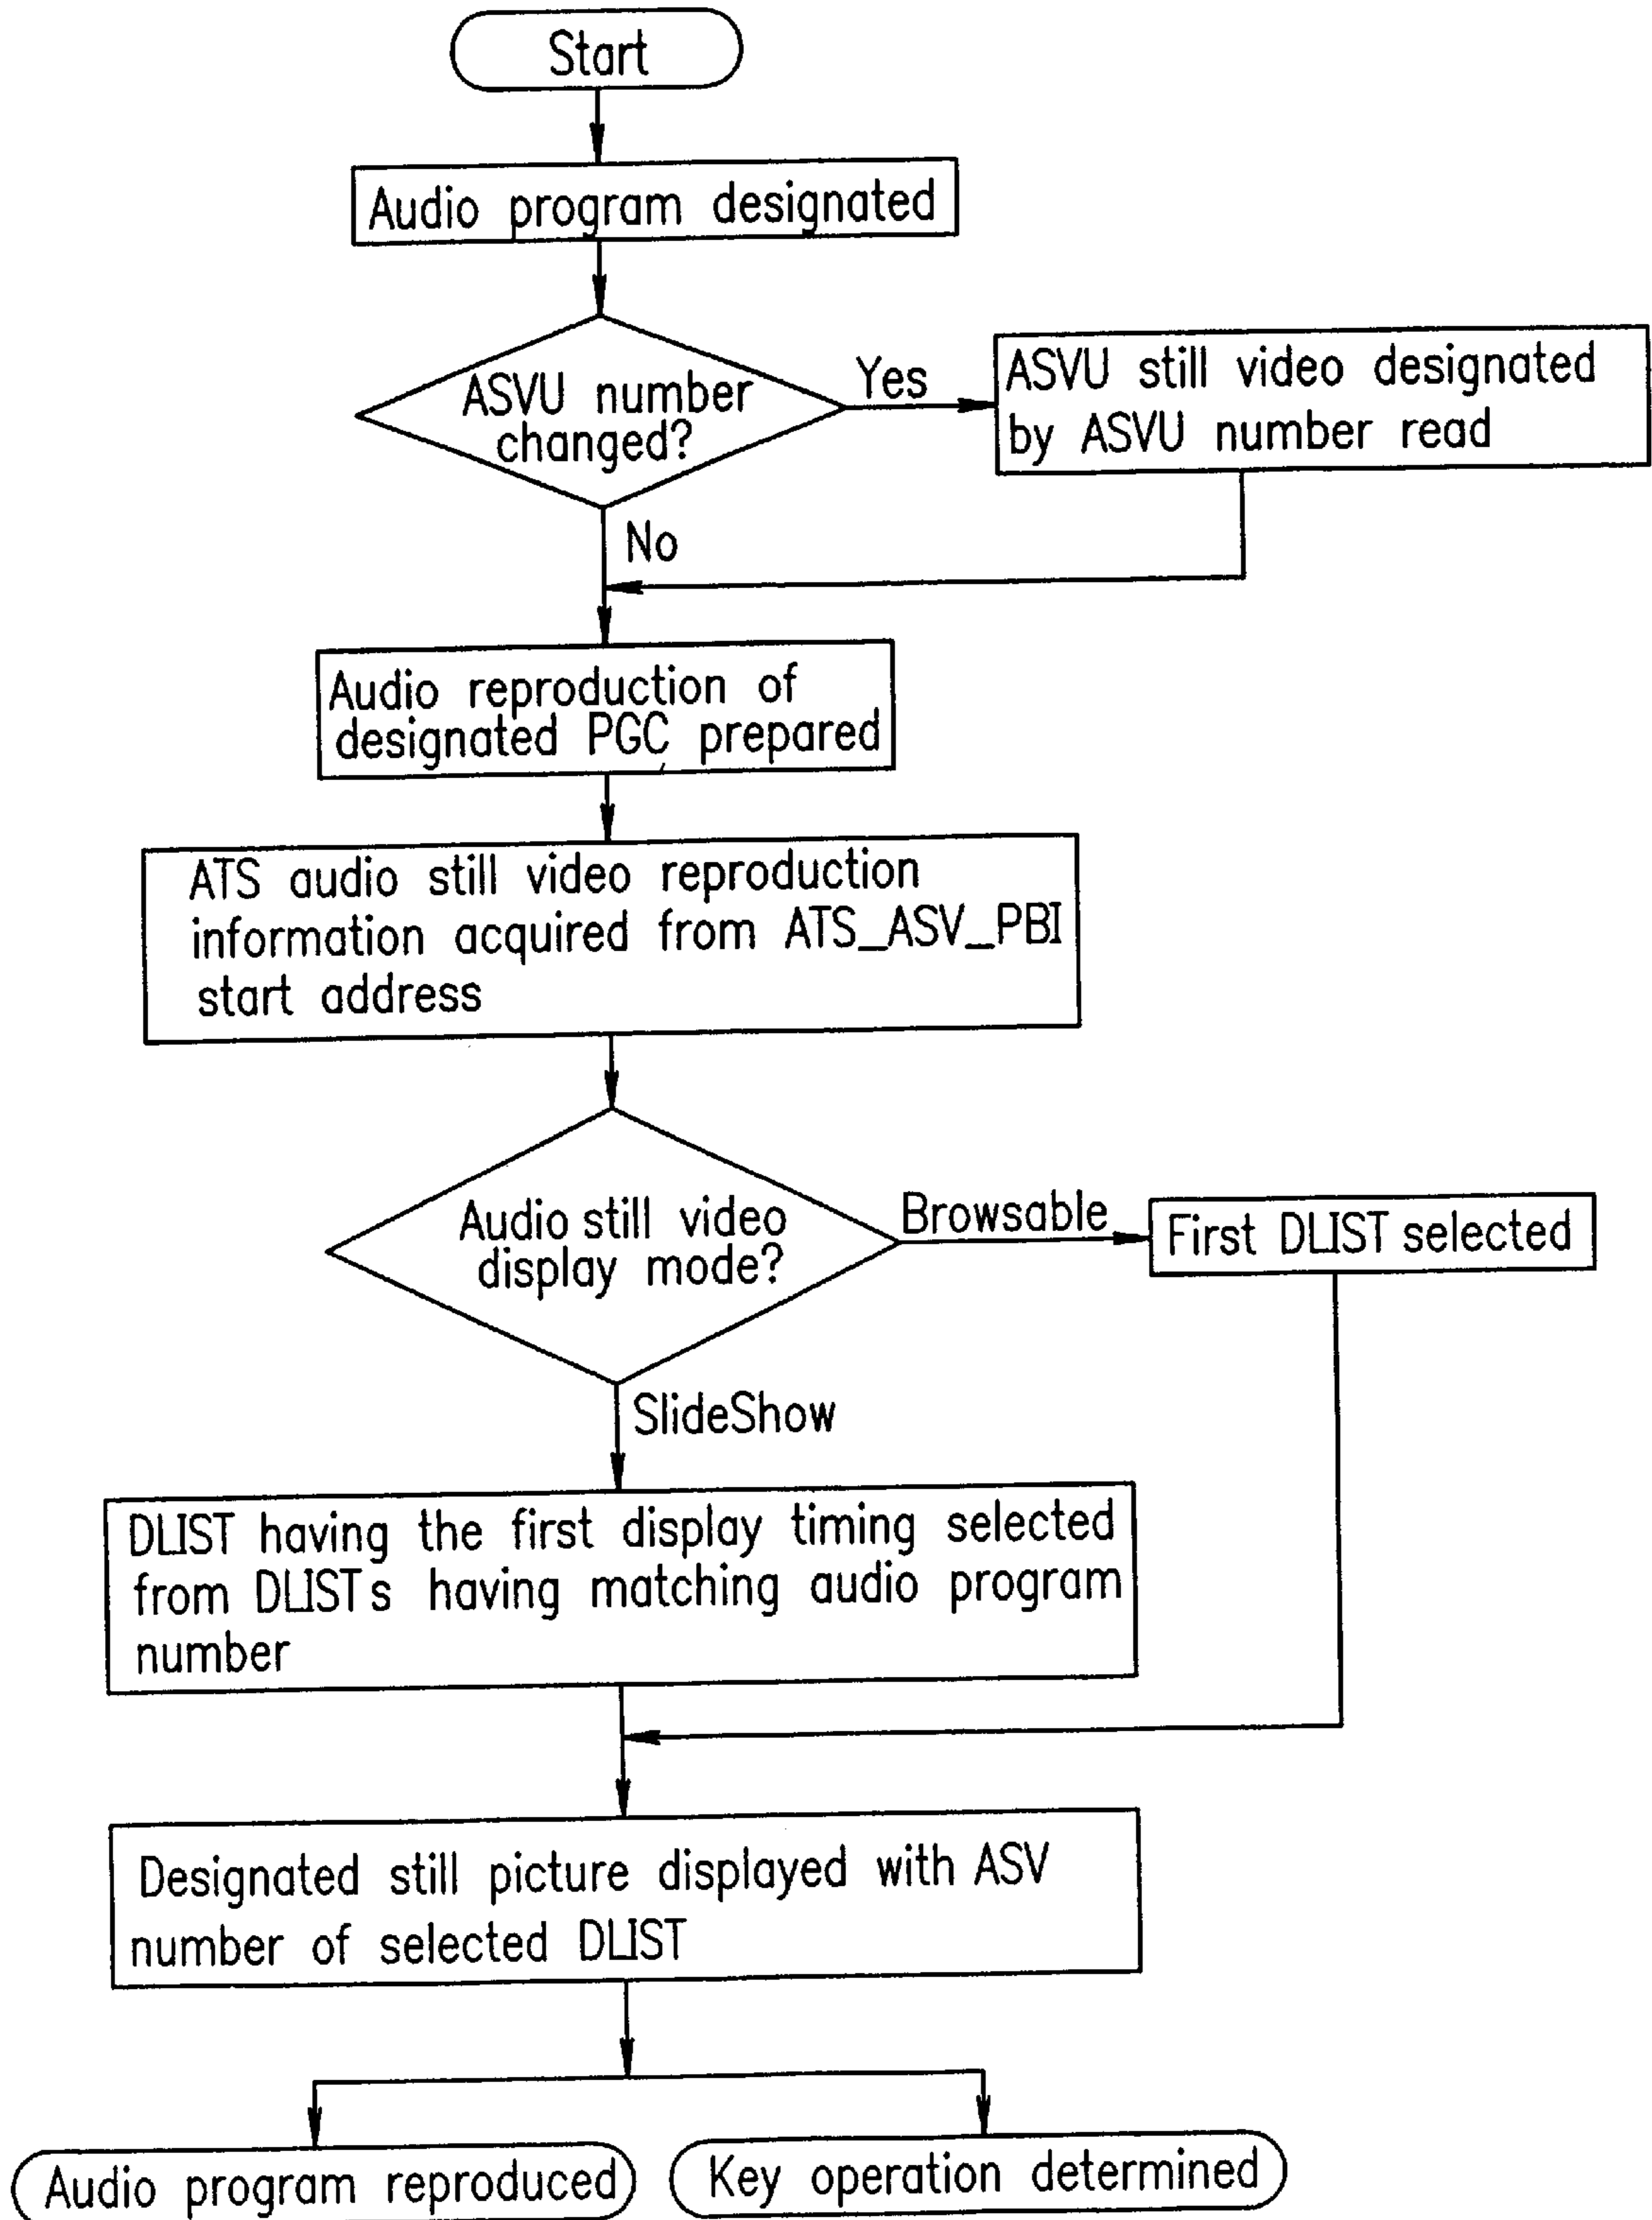 Start
Audio program designated
ASVU number
changed?
Yes
ASVU still video designated
by ASVU number read
No
Audio reproduction of
designated PGC prepared
ATS audio still video reproduction
information acquired from ATS_ASV_PBI
start address
Audio still video
display mode?
Browsable
First DLIST selected
SlideShow
DLIST having the first display timing selected
from DLISTs having matching audio program
number
Designated still picture displayed with ASV
number of selected DLIST
Audio program reproduced
Key operation determined